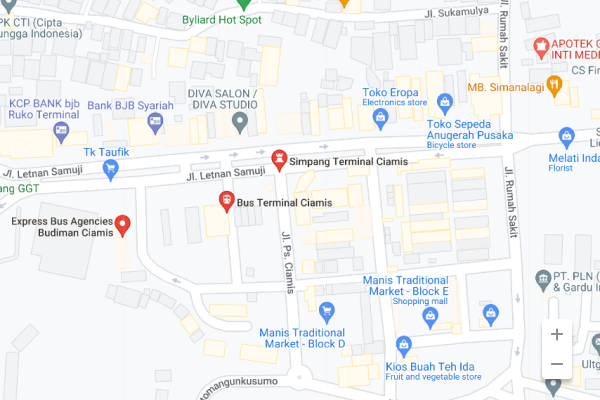 Jl. Sukamulya
Byliard Hot Spot
PK CTI (Cipta
ungga Indonesia)
Jl. Rumah Sakit
APOTEK G
INTI MEDI
CS Fir
MB. Simanalagi
DIVA SALON /
DIVA STUDIO
Toko Eropa
Electronics store
KCP BANK bjb
Ruko Terminal
Bank BJB Syariah
Toko Sepeda
Anugerah Pusaka
Bicycle store
Tk Taufik
Simpang Terminal Ciamis
Melati Inda
Florist
Jl. Letnan Samuji
Jl. Letnan Samuji
ang GGT
Bus Terminal Ciamis
Jl. Rumah Sakit
Express Bus Agencies
Budiman Ciamis
Jl. Ps. Ciamis
Manis Traditional
Market - Block E
Shopping mall
PT. PLN (
& Gardu In
Manis Traditional
Market - Block D
Kios Buah Teh Ida
Fruit and vegetable store
Ultg
omangunkusumo